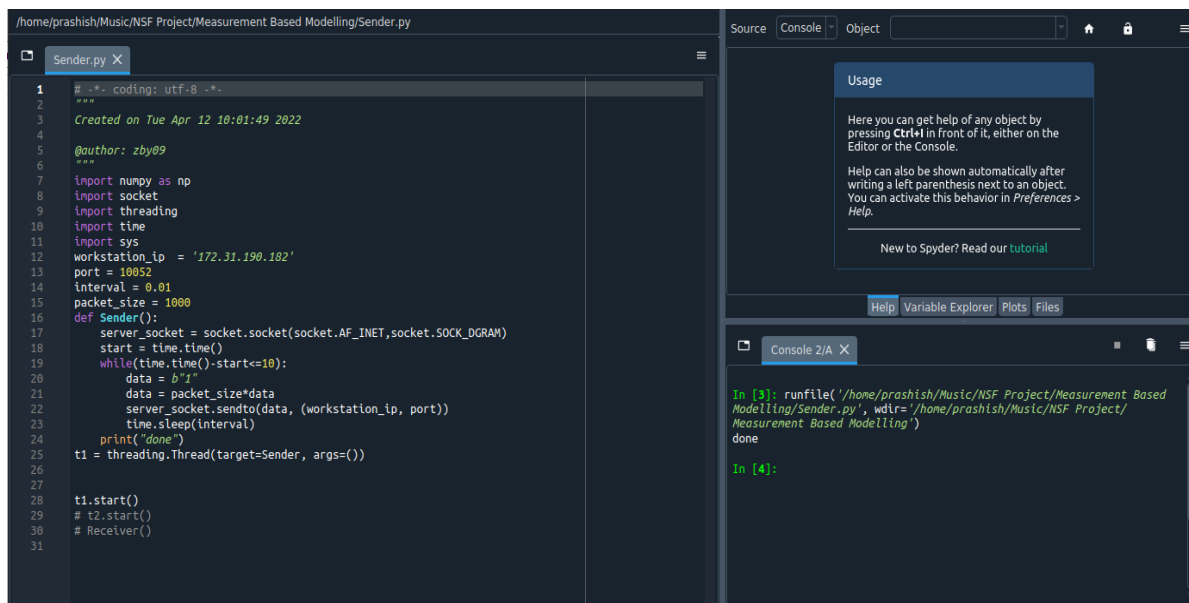 /home/prashish/Music/NSF Project/Measurement Based Modelling/Sender.py
Sender.py X
1 # -*- coding: utf-8 -*-
2 """
3 Created on Tue Apr 12 10:01:49 2022
4
5 @author: zby09
6 """
7 import numpy as np
8 import socket
9 import threading
10 import time
11 import sys
12 workstation_ip  = '172.31.190.182'
13 port = 10052
14 interval = 0.01
15 packet_size = 1000
16 def Sender():
17     server_socket = socket.socket(socket.AF_INET,socket.SOCK_DGRAM)
18     start = time.time()
19     while(time.time()-start<=10):
20         data = b"1"
21         data = packet_size*data
22         server_socket.sendto(data, (workstation_ip, port))
23         time.sleep(interval)
24     print("done")
25 t1 = threading.Thread(target=Sender, args=())
26
27
28 t1.start()
29 # t2.start()
30 # Receiver()
31
Source Console Object
Usage
Here you can get help of any object by
pressing Ctrl+I in front of it, either on the
Editor or the Console.
Help can also be shown automatically after
writing a left parenthesis next to an object.
You can activate this behavior in Preferences >
Help.
New to Spyder? Read our tutorial
Help Variable Explorer Plots Files
Console 2/A X
In [3]: runfile('/home/prashish/Music/NSF Project/Measurement Based
Modelling/Sender.py', wdir='/home/prashish/Music/NSF Project/
Measurement Based Modelling')
done
In [4]: